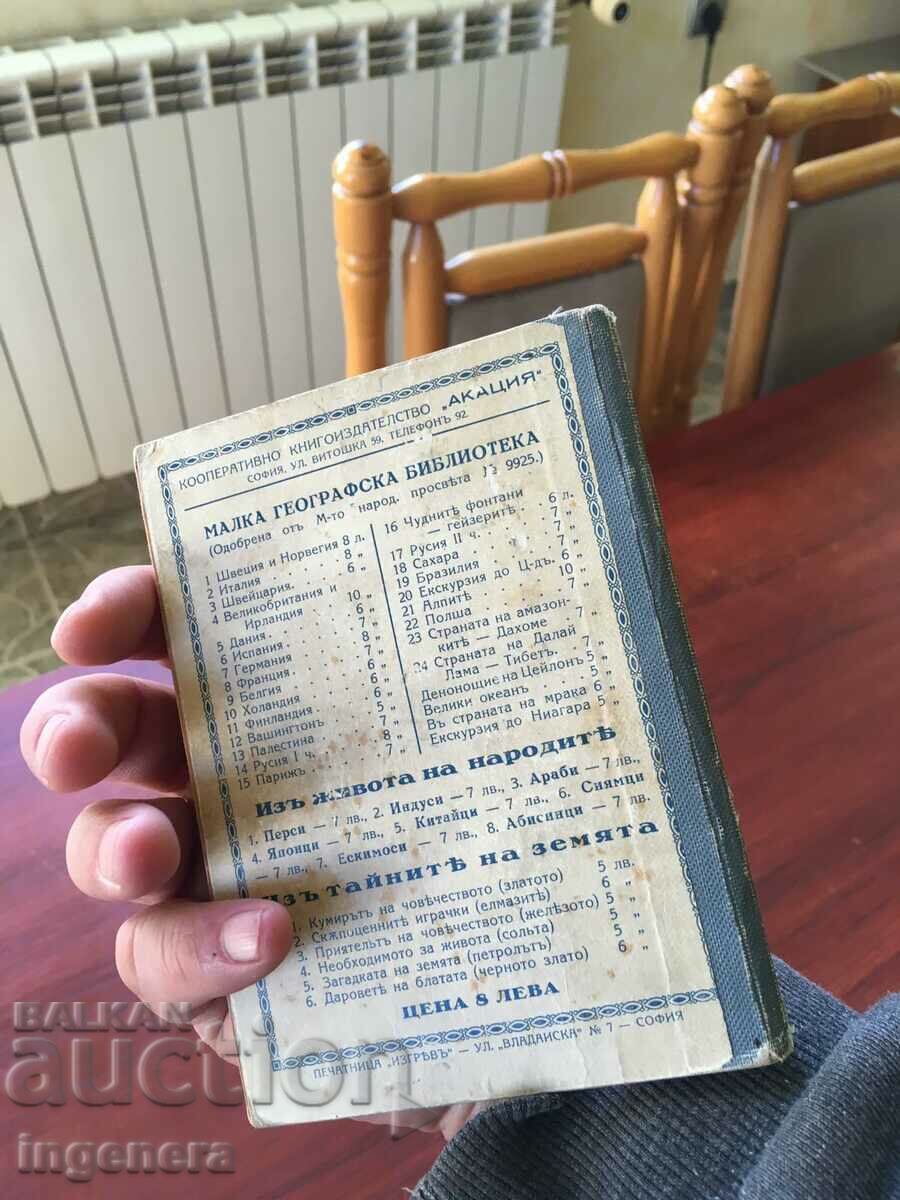 КООПЕРАТИВНО КНИГОИЗДАТЕЛСТВО „АКАЦИЯ"
СОФИЯ, УЛ. ВИТОШКА 59, ТЕЛЕФОНЪ 92
МАЛКА ГЕОГРАФСКА БИБЛИОТЕКА
(Одобрена отъ М-то народ. просвета 9925.)
1 Швеция и Норвегия 8 л.
2 Италия . . . . 8 „
3 Швейцария. . . . 6 „
4 Великобритания и
Ирландия . . 10 „
5 Дания . . . . 6 „
6 Испания . . . . 8 „
7 Германия . . . . 7 „
8 Франция . . . . 6 „
9 Белгия . . . . 6 „
10 Холандия . . . . 6 „
11 Финландия . . . . 5 „
12 Вашингтонъ . . . 7 „
13 Палестина . . . . 8 „
14 Русия I ч. . . . . 7 „
15 Парижъ . . . .
16 Чуднитѣ фонтани
— гейзеритѣ . . 6 л.
17 Русия II ч. . . . 7 „
18 Сахара . . . . 7 „
19 Бразилия . . . . 7 „
20 Екскурзия до Ц-дъ. 6 „
21 Алпитѣ . . . . 10 „
22 Полша . . . . 7 „
23 Страната на амазон-
китѣ — Дахоме 7 „
24 Страната на Далай
Лама — Тибетъ. 7 „
Денонощие на Цейлонъ 5 „
Велики океанъ . . . 5 „
Въ страната на мрака 6 „
Екскурзия до Ниагара 5 „
Изъ живота на народитѣ
1. Перси — 7 лв., 2. Индуси — 7 лв., 3. Араби — 7 лв.,
4. Японци — 7 лв., 5. Китайци — 7 лв., 6. Сиямци
— 7 лв., 7. Ескимоси — 7 лв., 8. Абисинци — 7 лв.
Изъ тайнитѣ на земята
1. Кумирътъ на човѣчеството (златото) 5 лв.
2. Скѫпоценнитѣ играчки (елмазитѣ) 6 „
3. Приятельтъ на човѣчеството (желѣзото) 5 „
4. Необходимото за живота (сольта) 5 „
5. Загадката на земята (петролътъ) 5 „
6. Дароветѣ на блатата (черното злато) 6 „
ЦЕНА 8 ЛЕВА
ПЕЧАТНИЦА „ИЗГРѢВЪ" — УЛ. „ВЛАДАЙСКА" № 7 — СОФИЯ
BALKAN
auction
ingenera